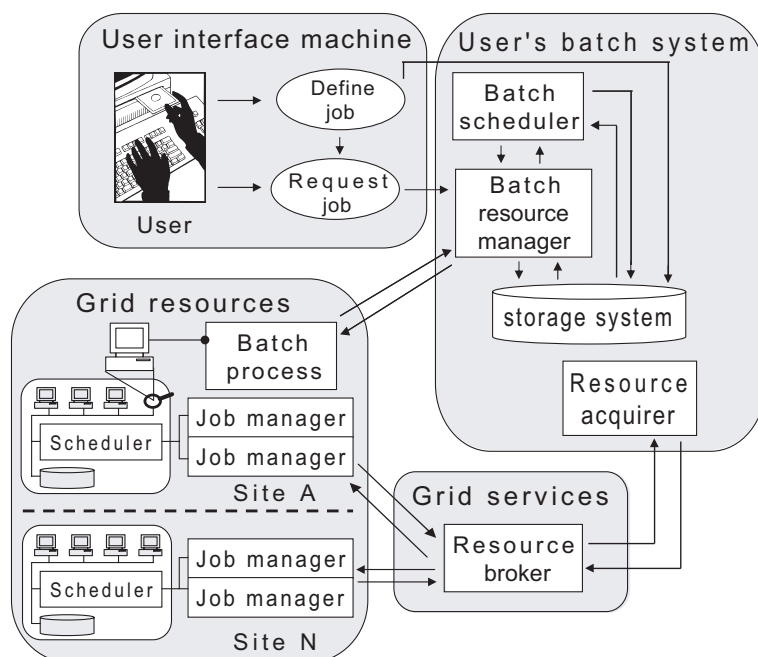 User interface machine
Define
job
Request
job
User
User's batch system
Batch
scheduler
Batch
resource
manager
storage system
Resource
acquirer
Grid resources
Batch
process
Job manager
Scheduler
Job manager
Site A
Job manager
Scheduler
Job manager
Site N
Grid services
Resource
broker